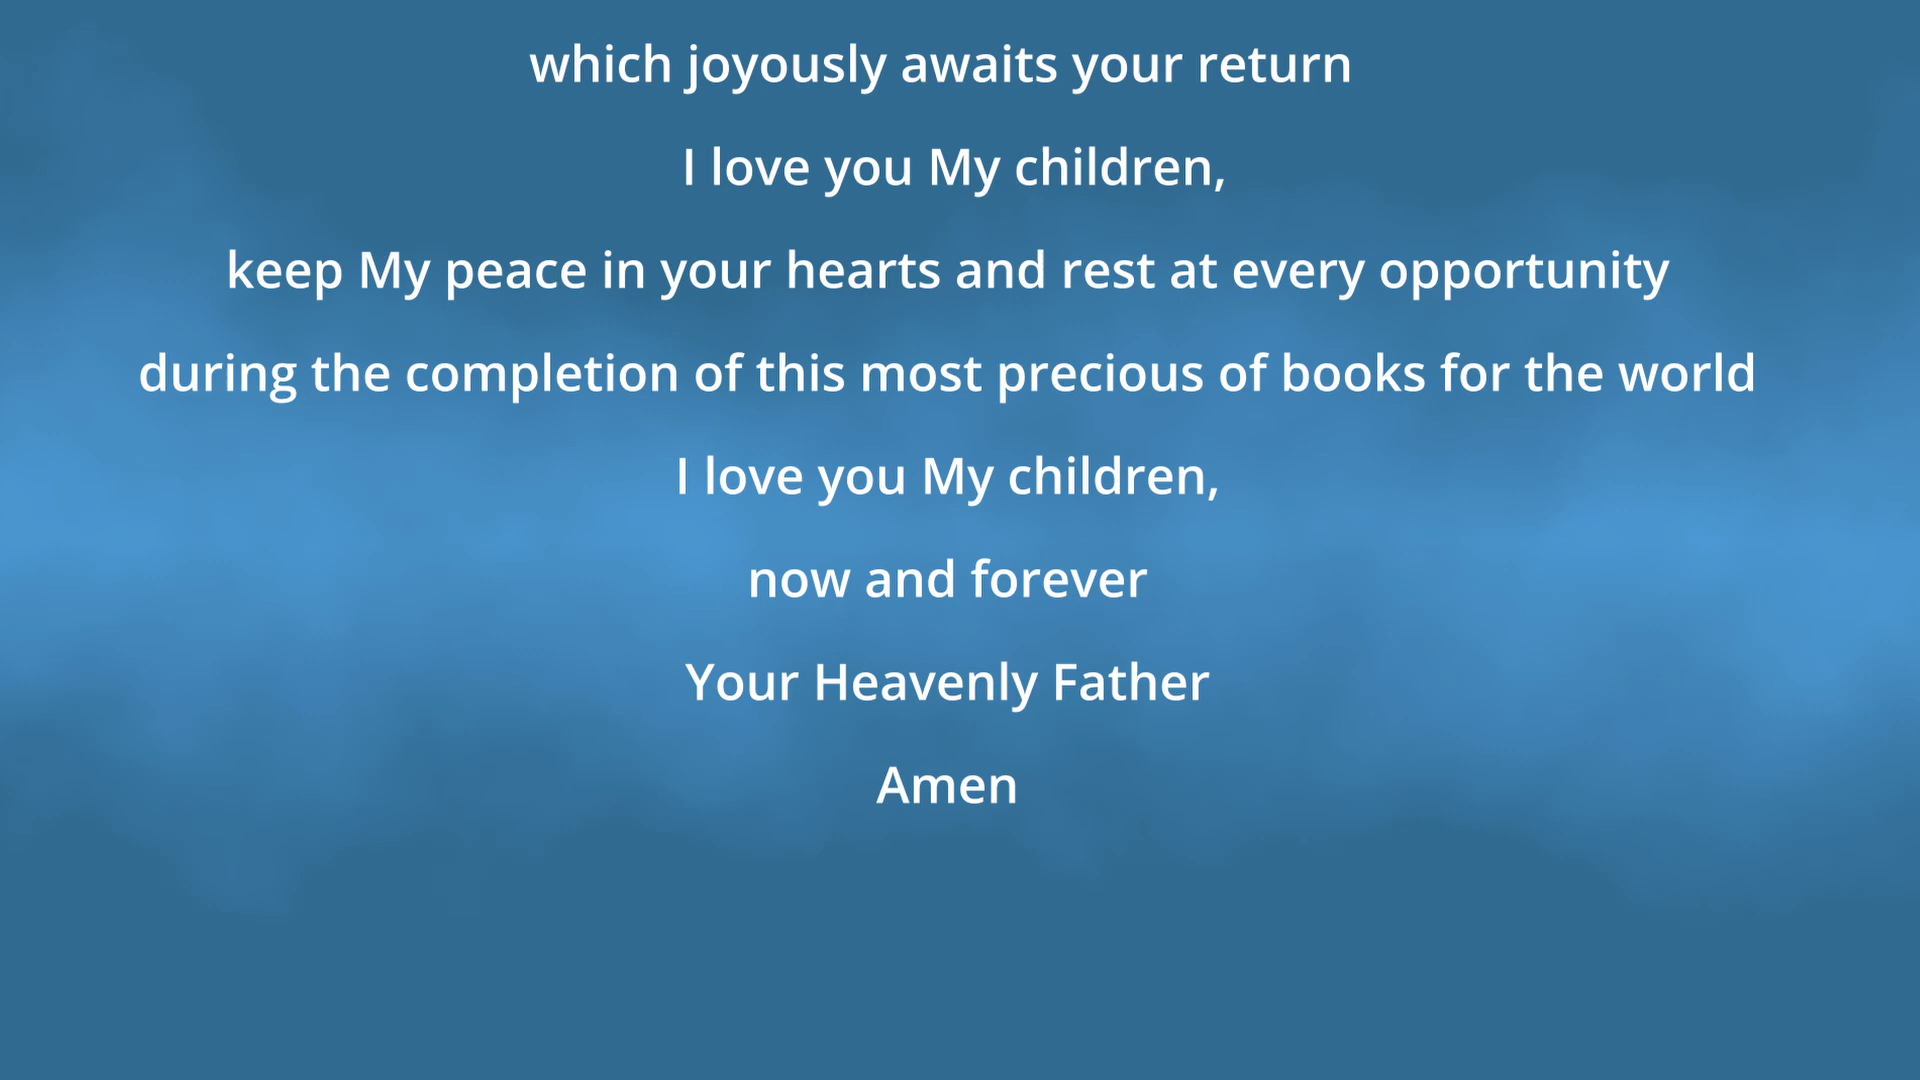 which joyously awaits your return
I love you My children,
keep My peace in your hearts and rest at every opportunity
during the completion of this most precious of books for the world
I love you My children,
now and forever
Your Heavenly Father
Amen